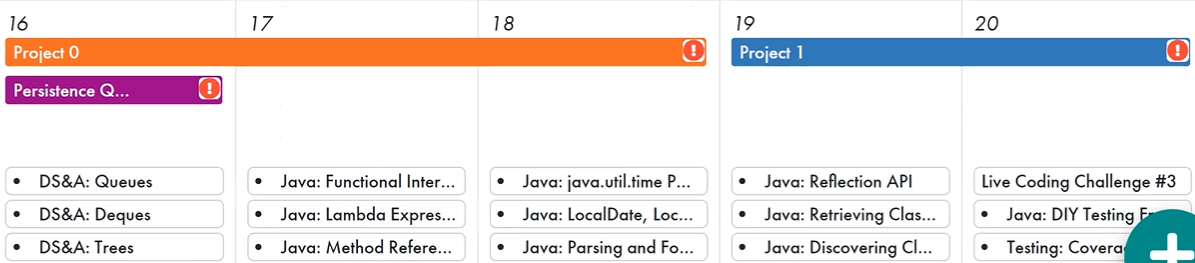 16 17 18 19 20
Project 0 Project 1
Persistence Q...
• DS&A: Queues • Java: Functional Inter... • Java: java.util.time P... • Java: Reflection API Live Coding Challenge #3
• DS&A: Deques • Java: Lambda Expres... • Java: LocalDate, Loc... • Java: Retrieving Clas... • Java: DIY Testing
• DS&A: Trees • Java: Method Refere... • Java: Parsing and Fo... • Java: Discovering Cl... • Testing: